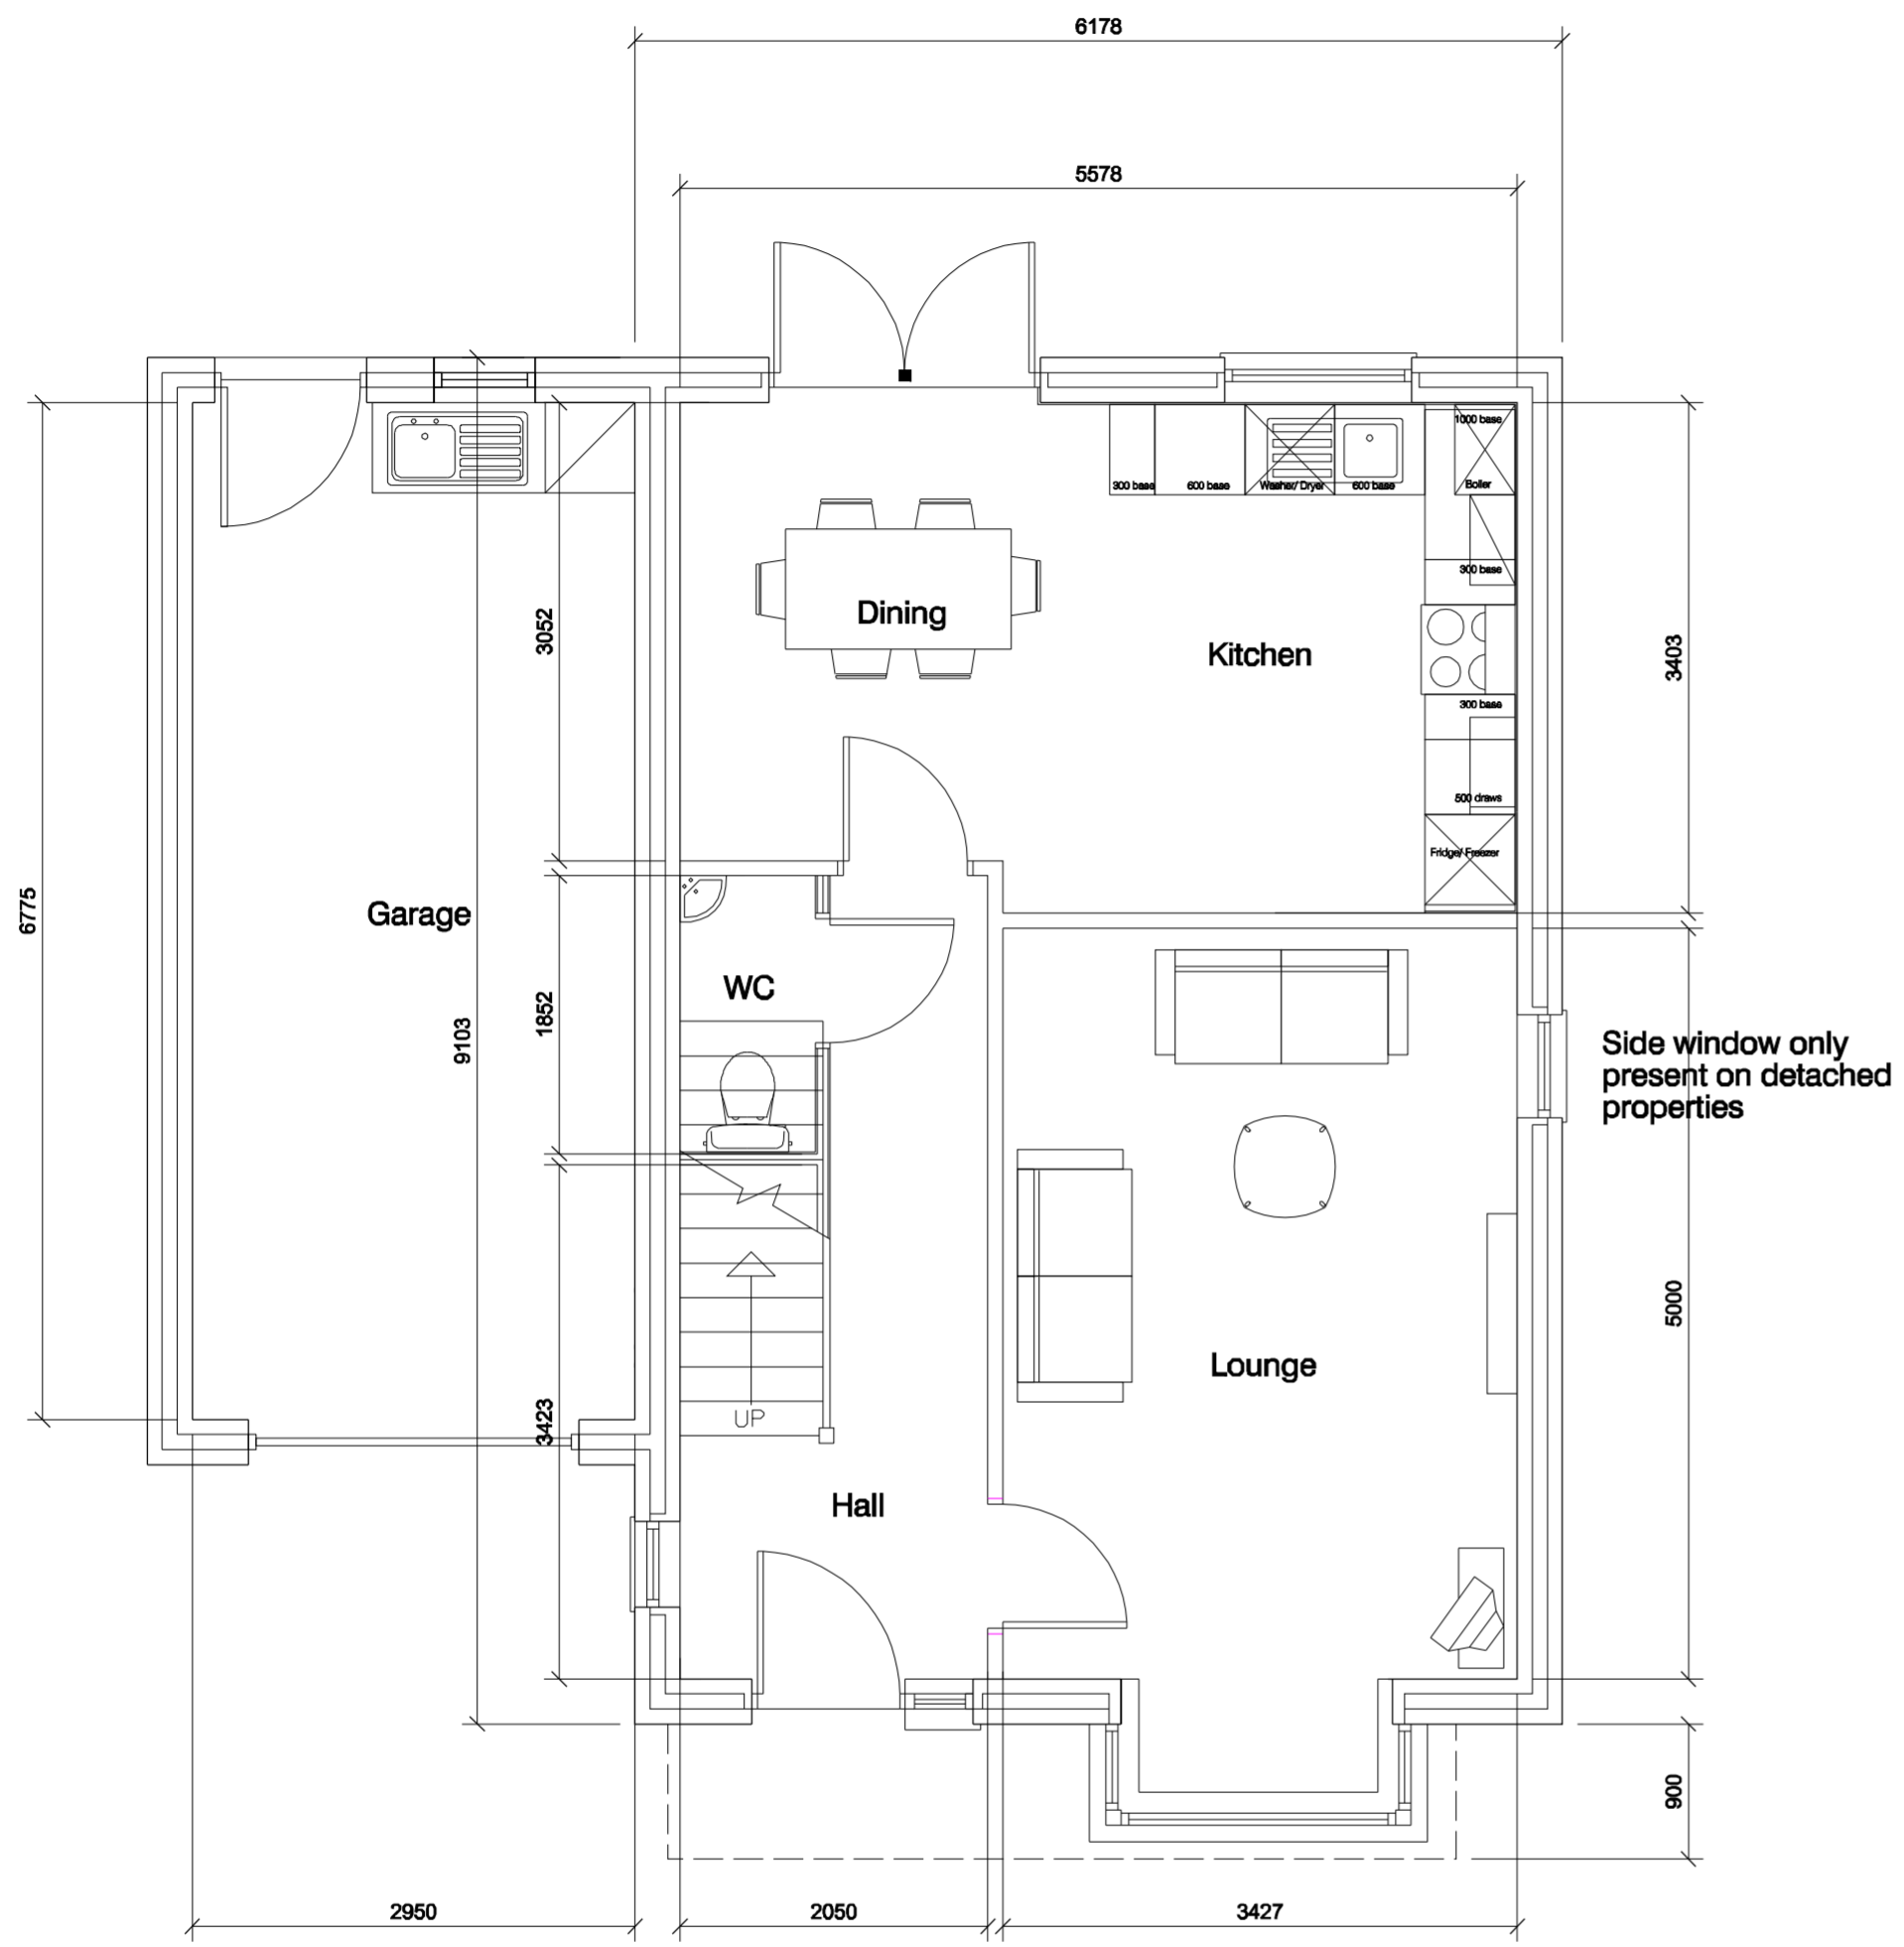 6178
5578
1000 base
300 base
600 base
Washer/ Dryer
600 base
Boiler
300 base
Dining
3052
Kitchen
3403
300 base
500 draws
Fridge/ Freezer
6775
Garage
WC
1852
9103
Side window only
present on detached
properties
5000
Lounge
3423
UP
Hall
900
2950
2050
3427